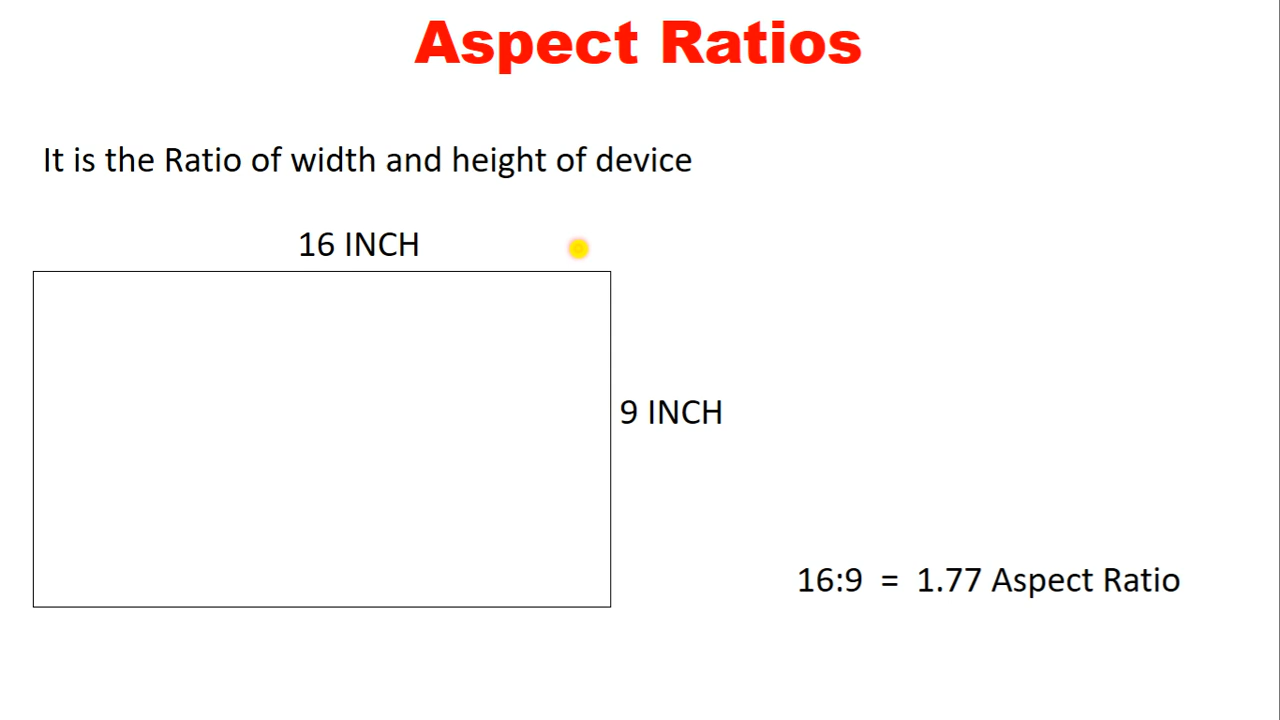 Aspect Ratios
It is the Ratio of width and height of device
16 INCH
9 INCH
16:9 = 1.77 Aspect Ratio